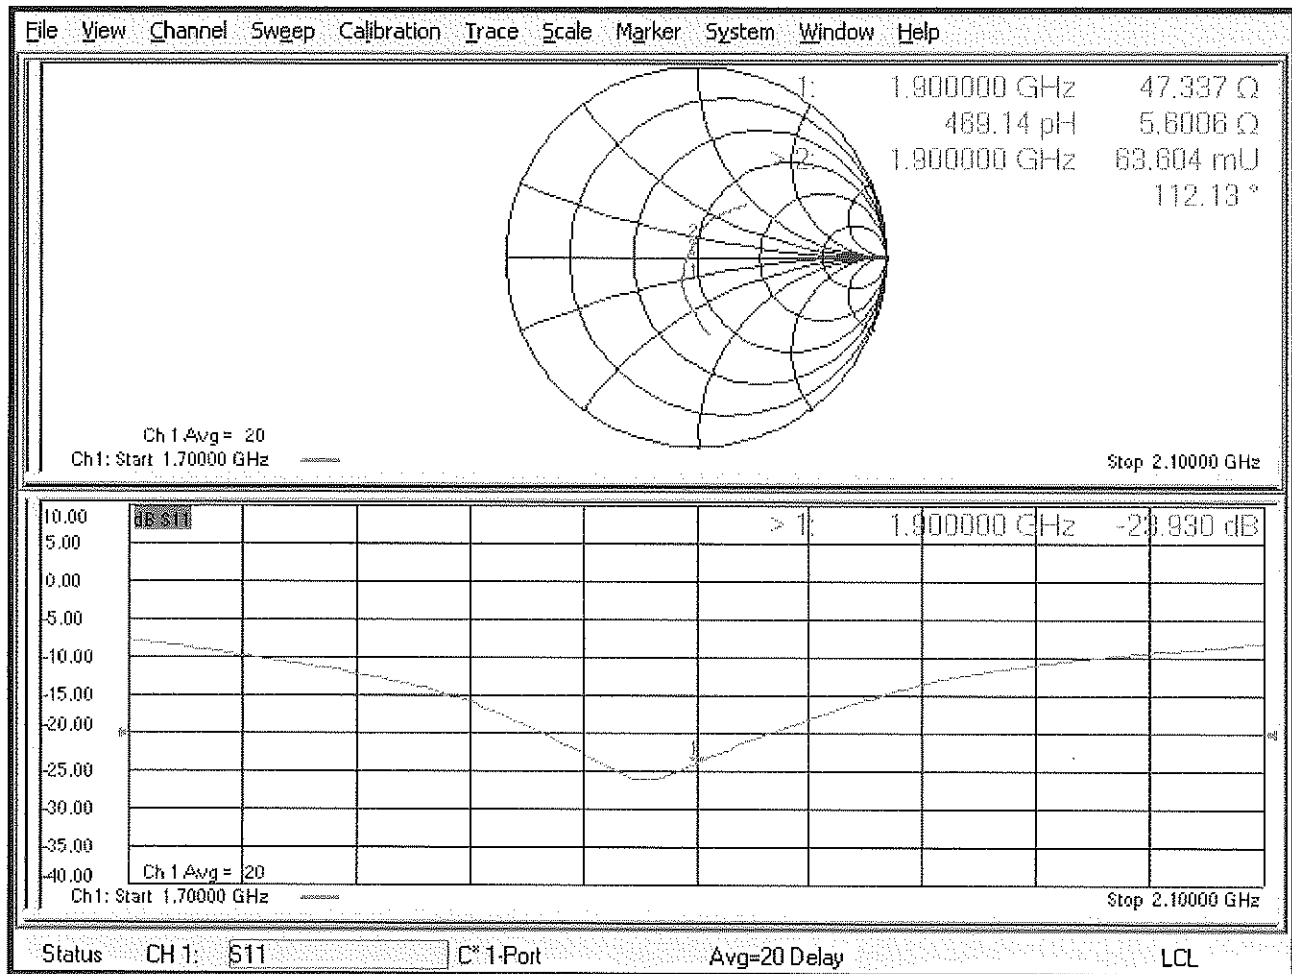 File View Channel Sweep Calibration Trace Scale Marker System Window Help
1: 1.900000 GHz 47.337 Ω
469.14 pH 5.6006 Ω
> 2: 1.900000 GHz 63.604 mU
112.13 °
2
1
Ch 1 Avg = 20
Ch1: Start 1.70000 GHz
Stop 2.10000 GHz
10.00
dB S11
> 1: 1.900000 GHz -23.930 dB
5.00
0.00
-5.00
-10.00
-15.00
-20.00
1
-25.00
-30.00
-35.00
-40.00
Ch 1 Avg = 20
Ch1: Start 1.70000 GHz
Stop 2.10000 GHz
Status CH 1: S11 C* 1-Port Avg=20 Delay LCL